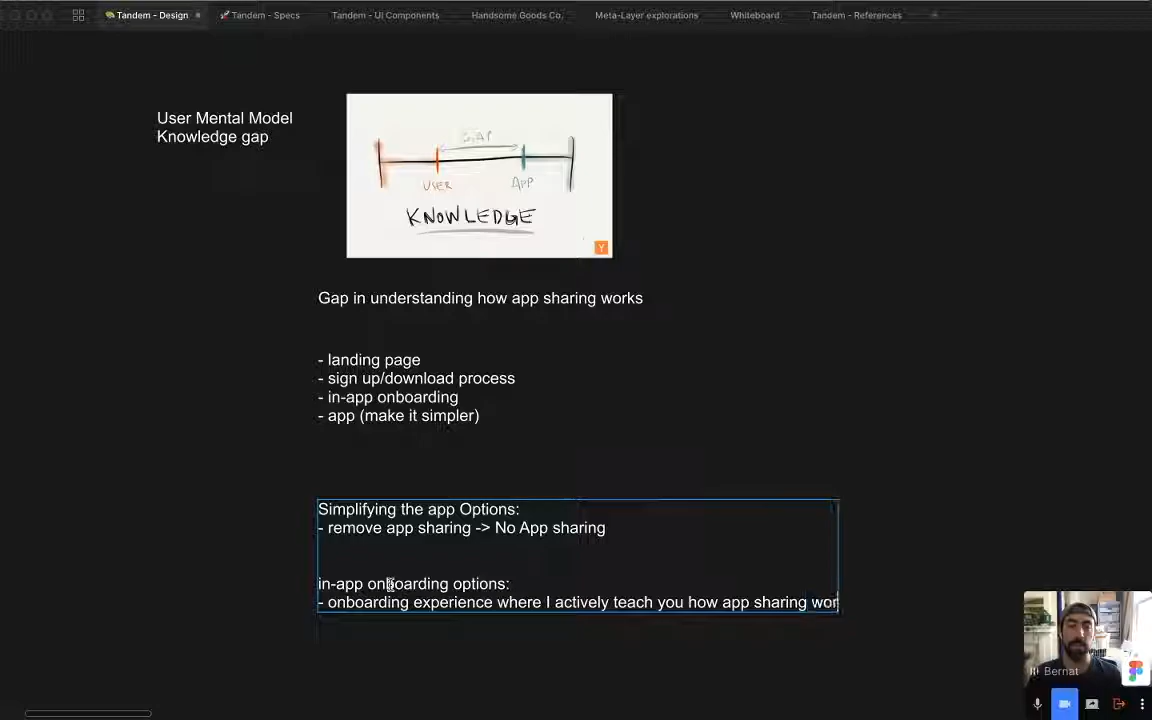 Tandem - Design
Tandem - Specs
Tandem - UI Components
Handsome Goods Co.
Meta-Layer explorations
Whiteboard
Tandem - References
User Mental Model
Knowledge gap
GAP
USER
APP
KNOWLEDGE
Y
Gap in understanding how app sharing works
- landing page
- sign up/download process
- in-app onboarding
- app (make it simpler)
Simplifying the app Options:
- remove app sharing -> No App sharing
in-app onboarding options:
- onboarding experience where I actively teach you how app sharing wor
Bernat